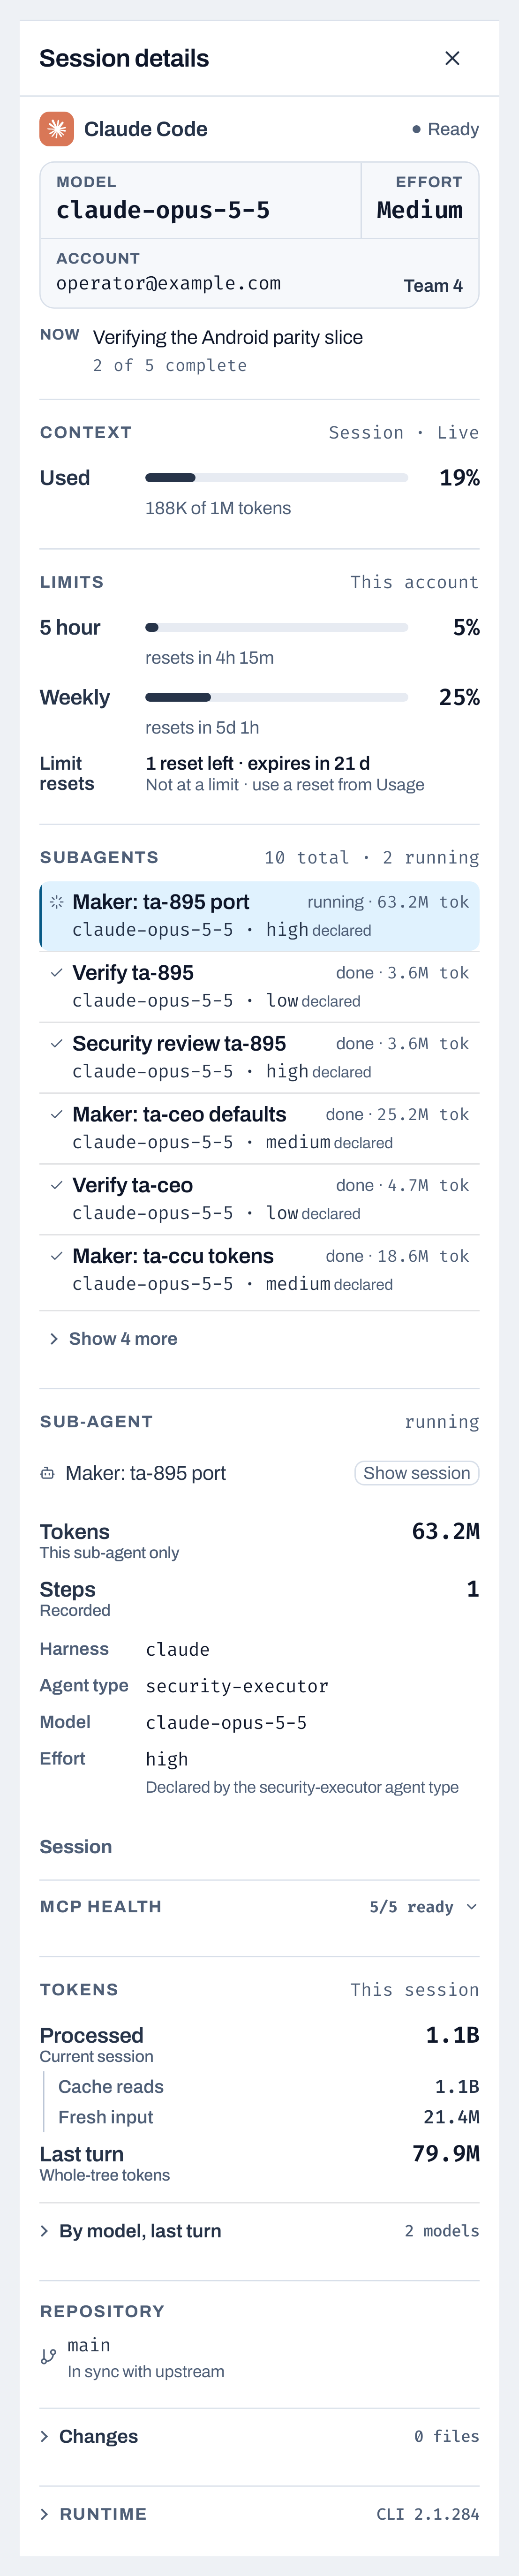 Session details
Claude Code
Ready
MODEL
EFFORT
claude-opus-5-5
Medium
ACCOUNT
operator@example.com
Team 4
NOW Verifying the Android parity slice
2 of 5 complete
CONTEXT
Session · Live
Used
19%
188K of 1M tokens
LIMITS
This account
5 hour
5%
resets in 4h 15m
Weekly
25%
resets in 5d 1h
Limit resets
1 reset left · expires in 21 d
Not at a limit · use a reset from Usage
SUBAGENTS
10 total · 2 running
Maker: ta-895 port
running · 63.2M tok
claude-opus-5-5 · high declared
Verify ta-895
done · 3.6M tok
claude-opus-5-5 · low declared
Security review ta-895
done · 3.6M tok
claude-opus-5-5 · high declared
Maker: ta-ceo defaults
done · 25.2M tok
claude-opus-5-5 · medium declared
Verify ta-ceo
done · 4.7M tok
claude-opus-5-5 · low declared
Maker: ta-ccu tokens
done · 18.6M tok
claude-opus-5-5 · medium declared
Show 4 more
SUB-AGENT
running
Maker: ta-895 port
Show session
Tokens
63.2M
This sub-agent only
Steps
1
Recorded
Harness
claude
Agent type
security-executor
Model
claude-opus-5-5
Effort
high
Declared by the security-executor agent type
Session
MCP HEALTH
5/5 ready
TOKENS
This session
Processed
1.1B
Current session
Cache reads
1.1B
Fresh input
21.4M
Last turn
79.9M
Whole-tree tokens
By model, last turn
2 models
REPOSITORY
main
In sync with upstream
Changes
0 files
RUNTIME
CLI 2.1.284